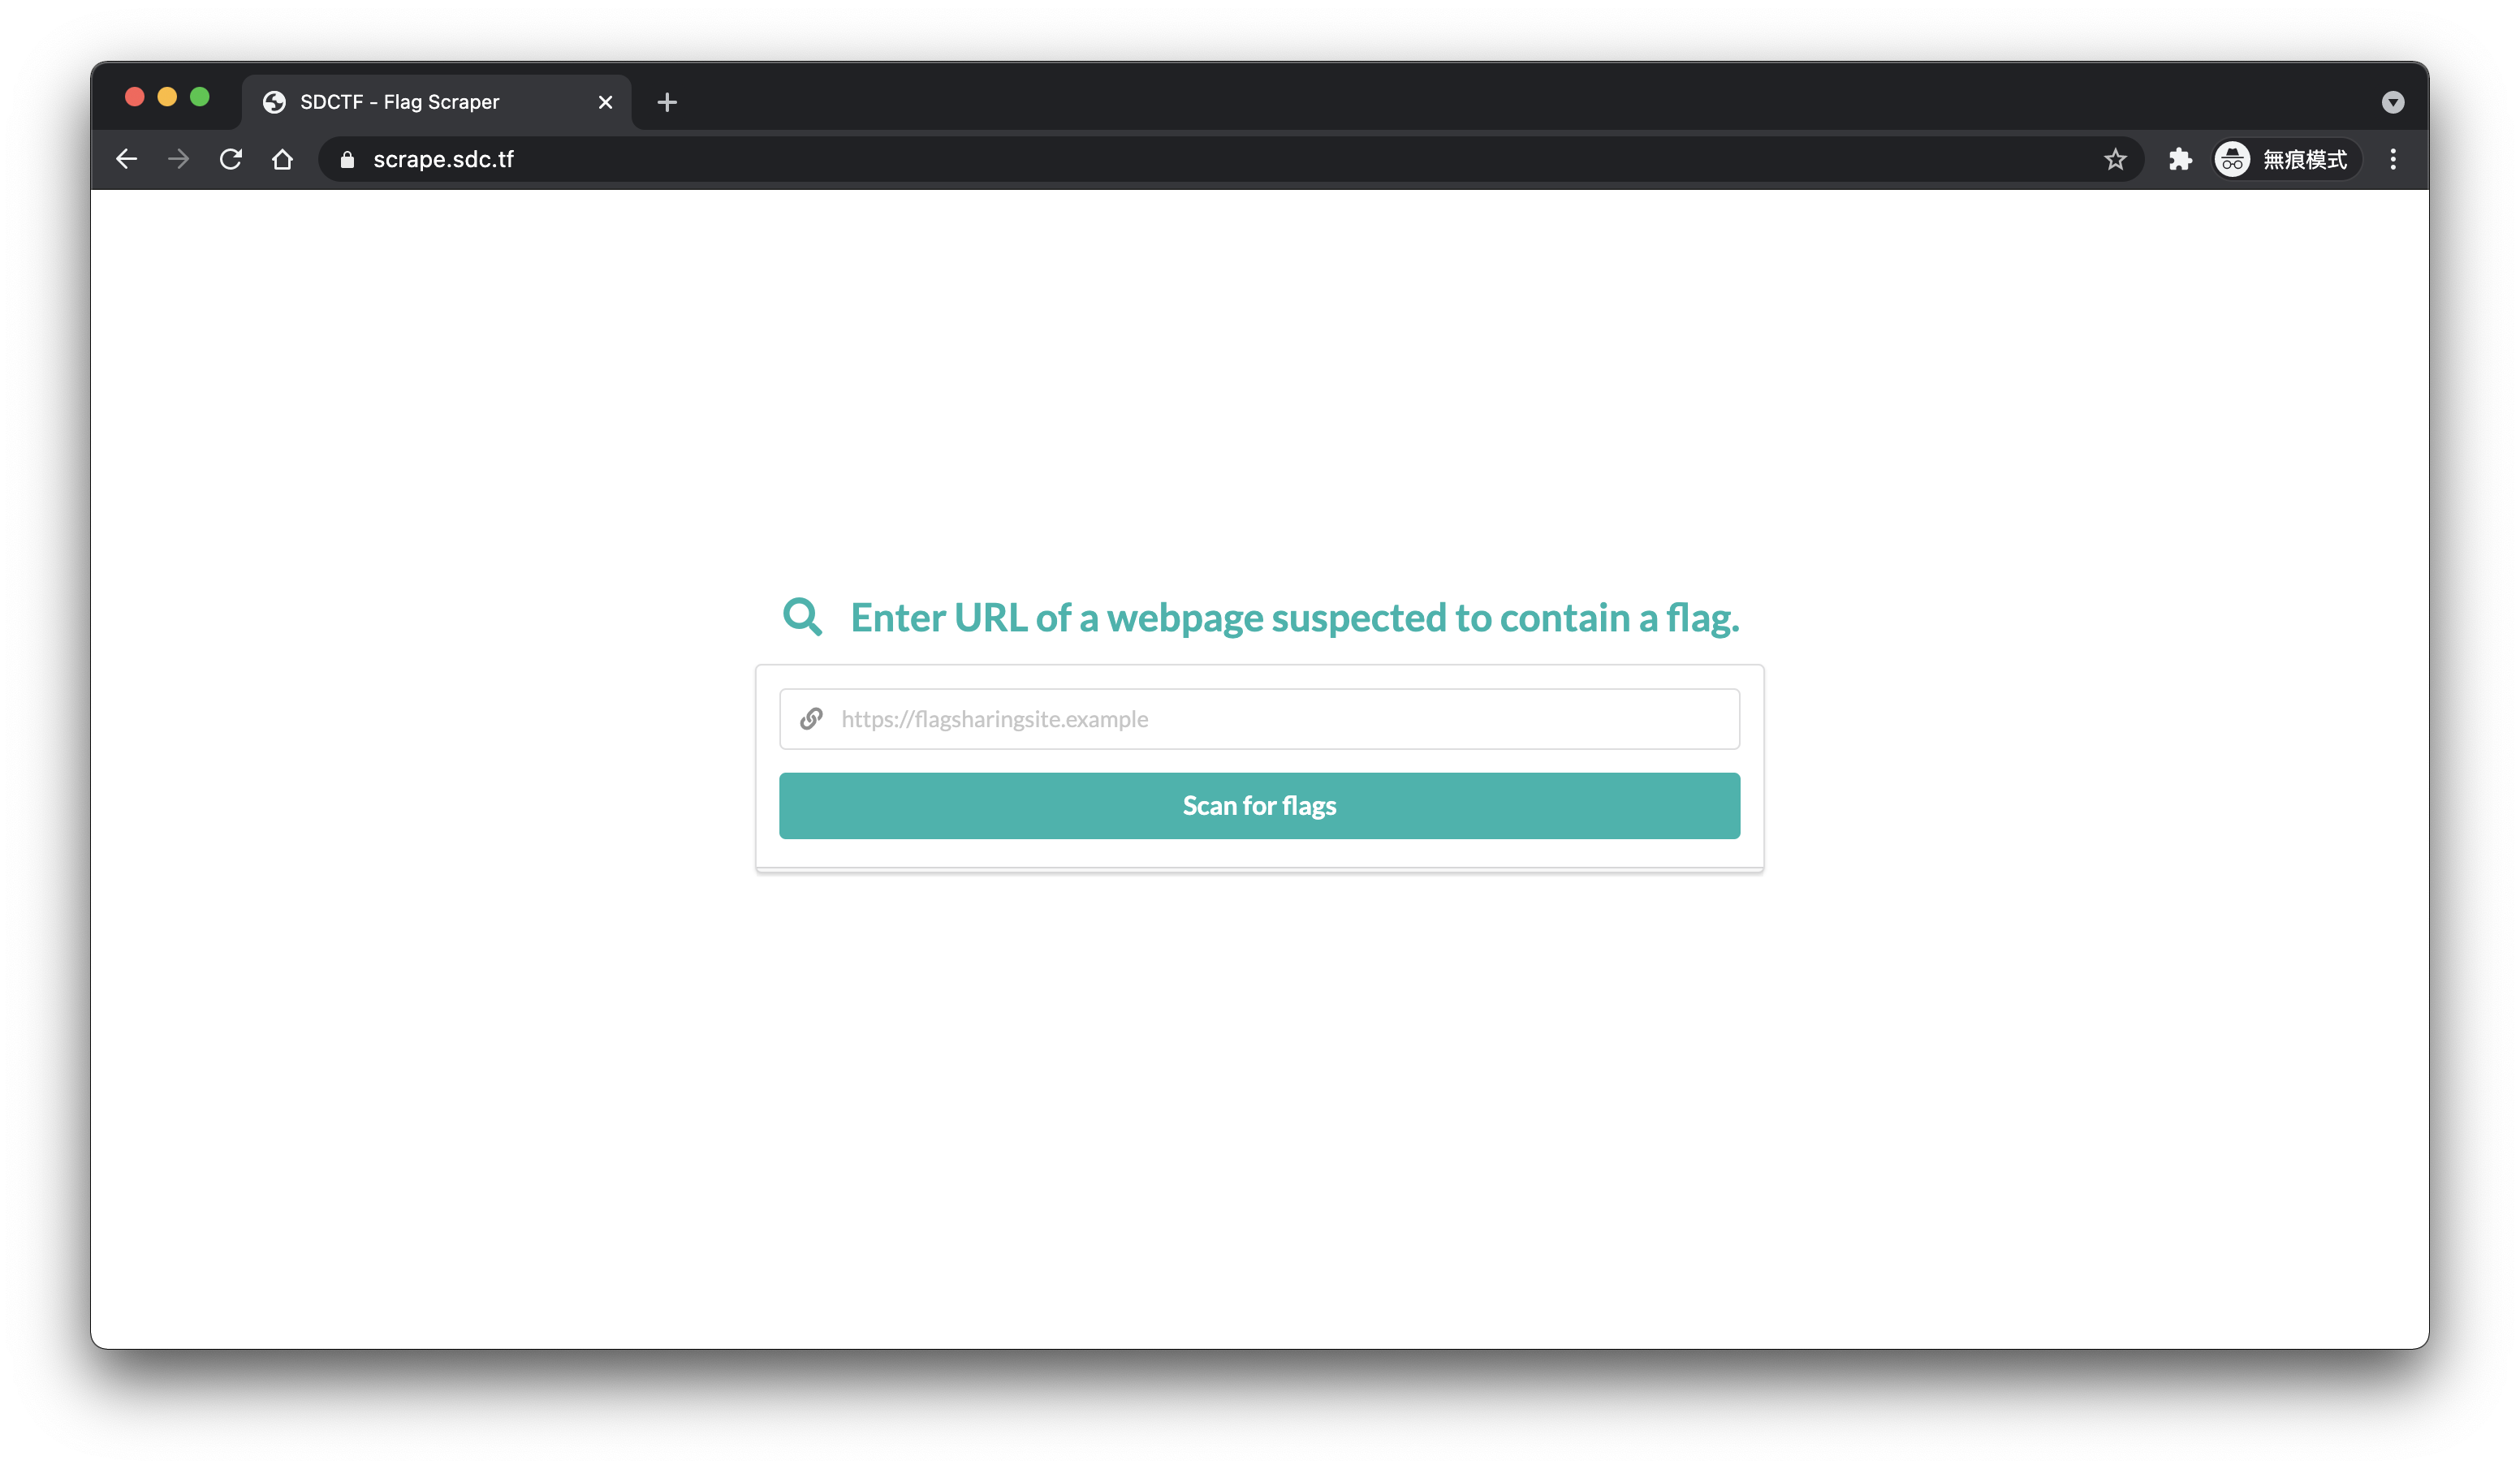 SDCTF - Flag Scraper
scrape.sdc.tf
無痕模式
Enter URL of a webpage suspected to contain a flag.
https://flagsharingsite.example
Scan for flags